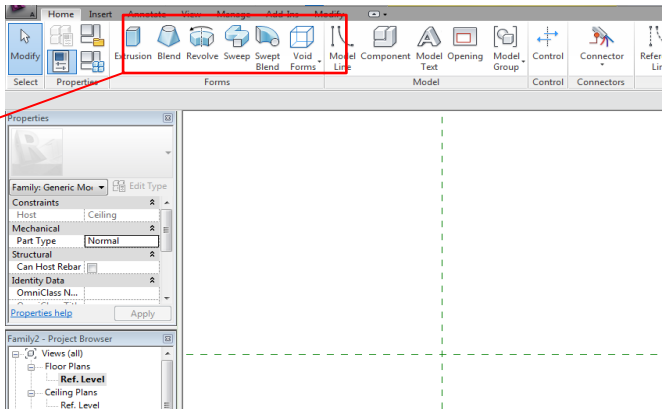 Home Insert Annotate View Manage Add-Ins Modify
Modify Extrusion Blend Revolve Sweep Swept Blend Void Forms Model Line Component Model Text Opening Model Group Control Connector
Select Properties Forms Model Control Connectors
Properties
Family: Generic Edit Type
Constraints
Host Ceiling
Mechanical
Part Type Normal
Structural
Can Host Rebar
Identity Data
OmniClass N...
Properties help Apply
Family2 - Project Browser
Views (all)
Floor Plans
Ref. Level
Ceiling Plans
Ref. Level